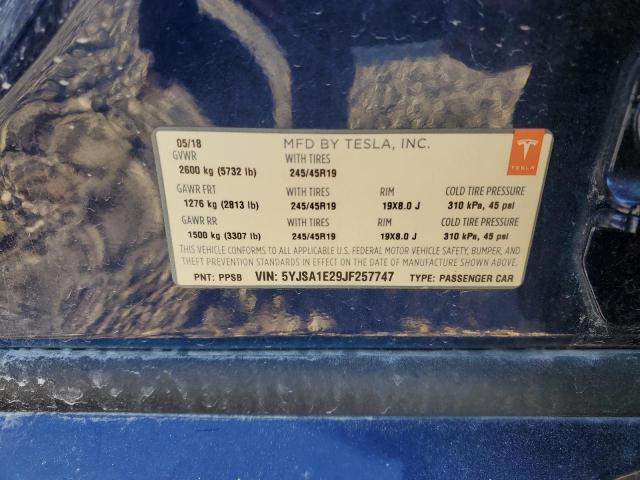 05/18 MFD BY TESLA, INC.
GVWR WITH TIRES
2600 kg (5732 lb) 245/45R19
TESLA
GAWR FRT WITH TIRES RIM COLD TIRE PRESSURE
1276 kg (2813 lb) 245/45R19 19X8.0 J 310 kPa, 45 psi
GAWR RR WITH TIRES RIM COLD TIRE PRESSURE
1500 kg (3307 lb) 245/45R19 19X8.0 J 310 kPa, 45 psi
THIS VEHICLE CONFORMS TO ALL APPLICABLE U.S. FEDERAL MOTOR VEHICLE SAFETY, BUMPER, AND
THEFT PREVENTION STANDARDS IN EFFECT ON THE DATE OF MANUFACTURE SHOWN ABOVE.
PNT: PPSB VIN: 5YJSA1E29JF257747 TYPE: PASSENGER CAR